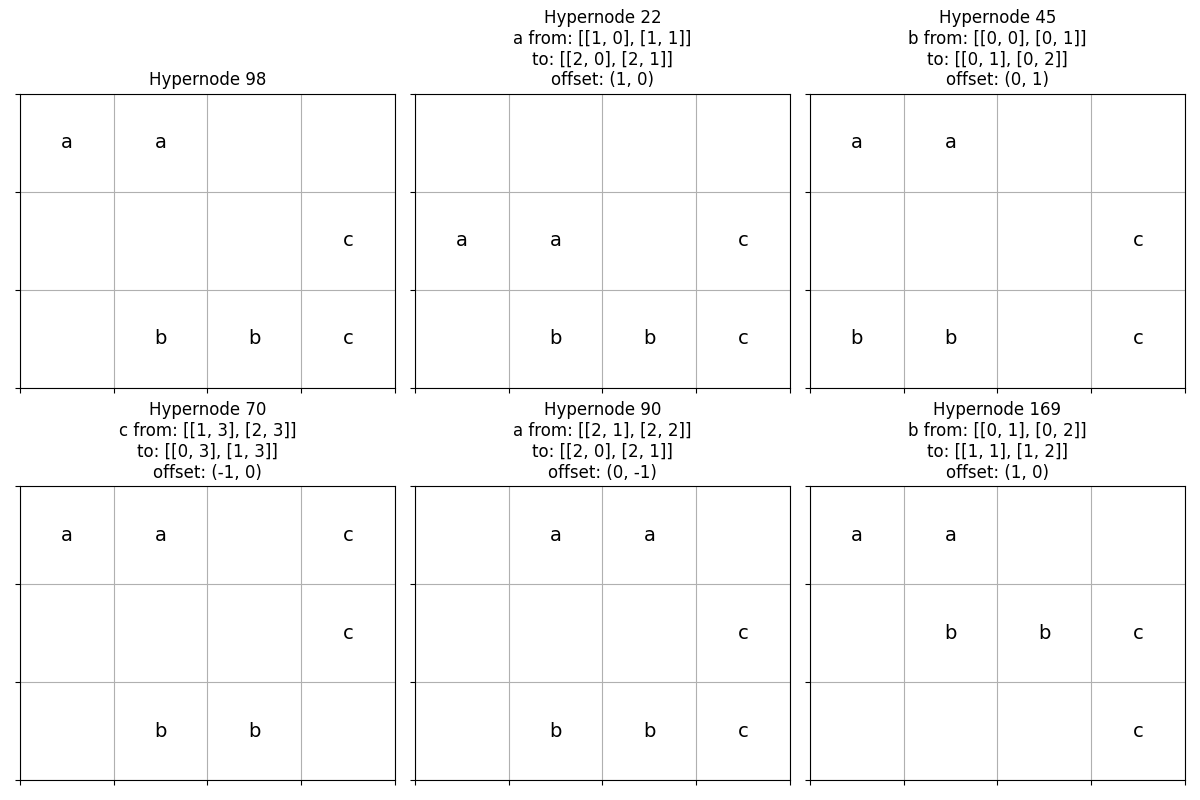 Hypernode 98
a a
c
b b c
Hypernode 22
a from: [[1, 0], [1, 1]]
to: [[2, 0], [2, 1]]
offset: (1, 0)
a a c
b b c
Hypernode 45
b from: [[0, 0], [0, 1]]
to: [[0, 1], [0, 2]]
offset: (0, 1)
a a
c
b b c
Hypernode 70
c from: [[1, 3], [2, 3]]
to: [[0, 3], [1, 3]]
offset: (-1, 0)
a a c
c
b b
Hypernode 90
a from: [[2, 1], [2, 2]]
to: [[2, 0], [2, 1]]
offset: (0, -1)
a a
c
b b c
Hypernode 169
b from: [[0, 1], [0, 2]]
to: [[1, 1], [1, 2]]
offset: (1, 0)
a a
b b c
c